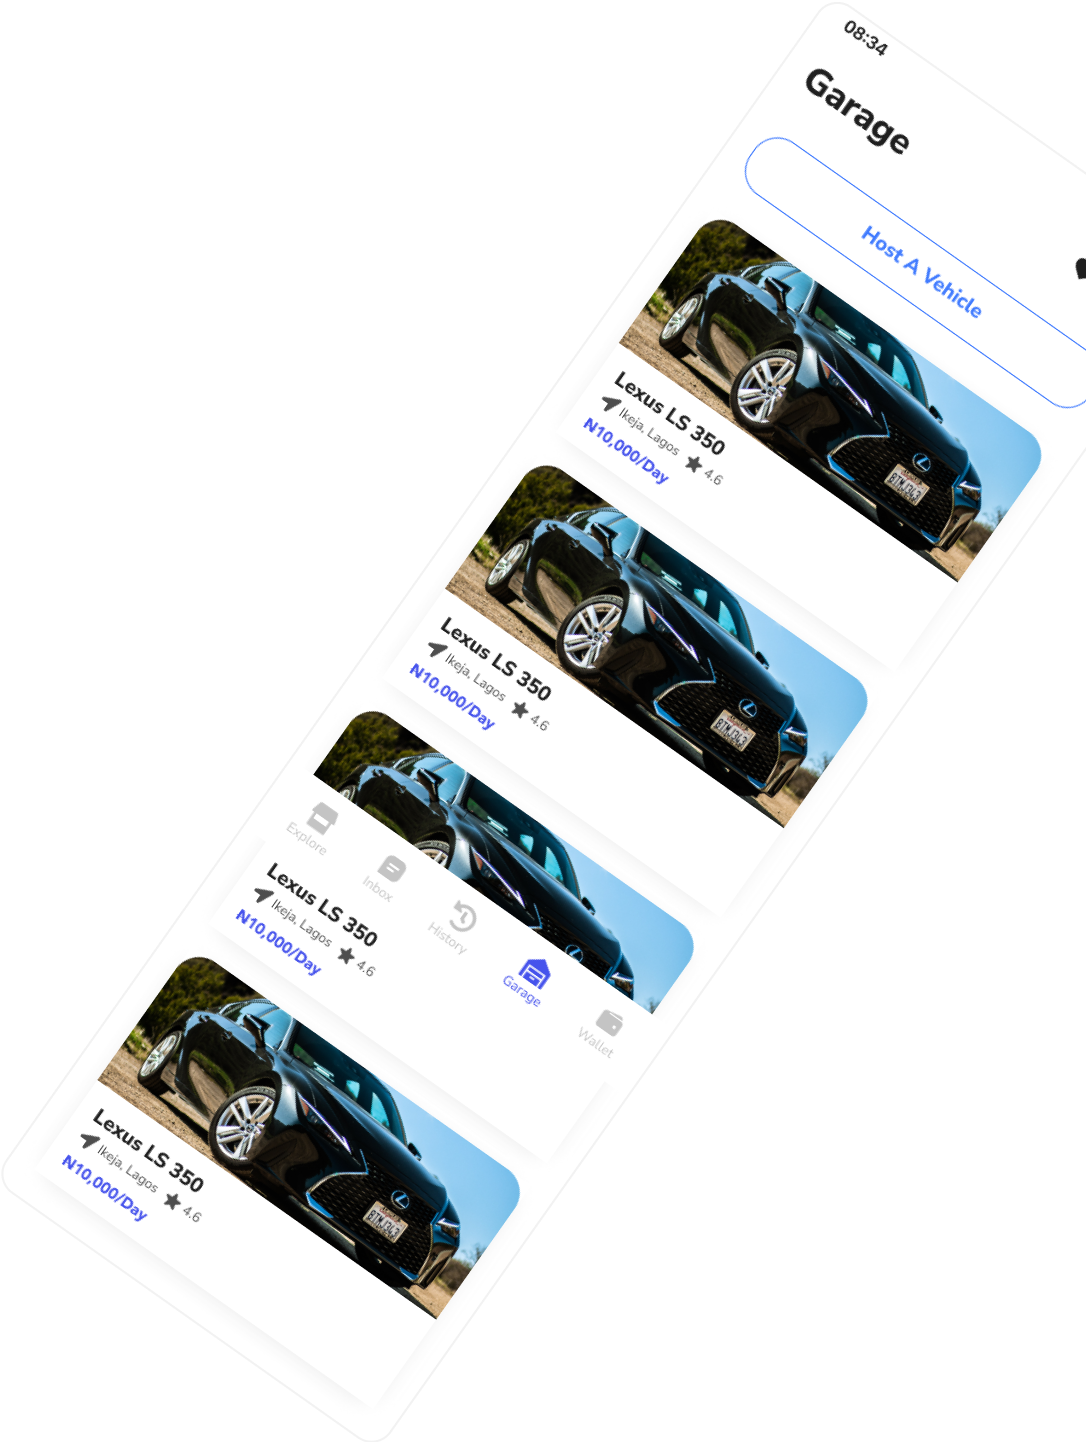 08:34
Garage
Host A Vehicle
Lexus LS 350
Ikeja, Lagos
4.6
₦10,000/Day
Lexus LS 350
Ikeja, Lagos
4.6
₦10,000/Day
Lexus LS 350
Ikeja, Lagos
4.6
₦10,000/Day
Explore
Inbox
History
Garage
Wallet
Lexus LS 350
Ikeja, Lagos
4.6
₦10,000/Day